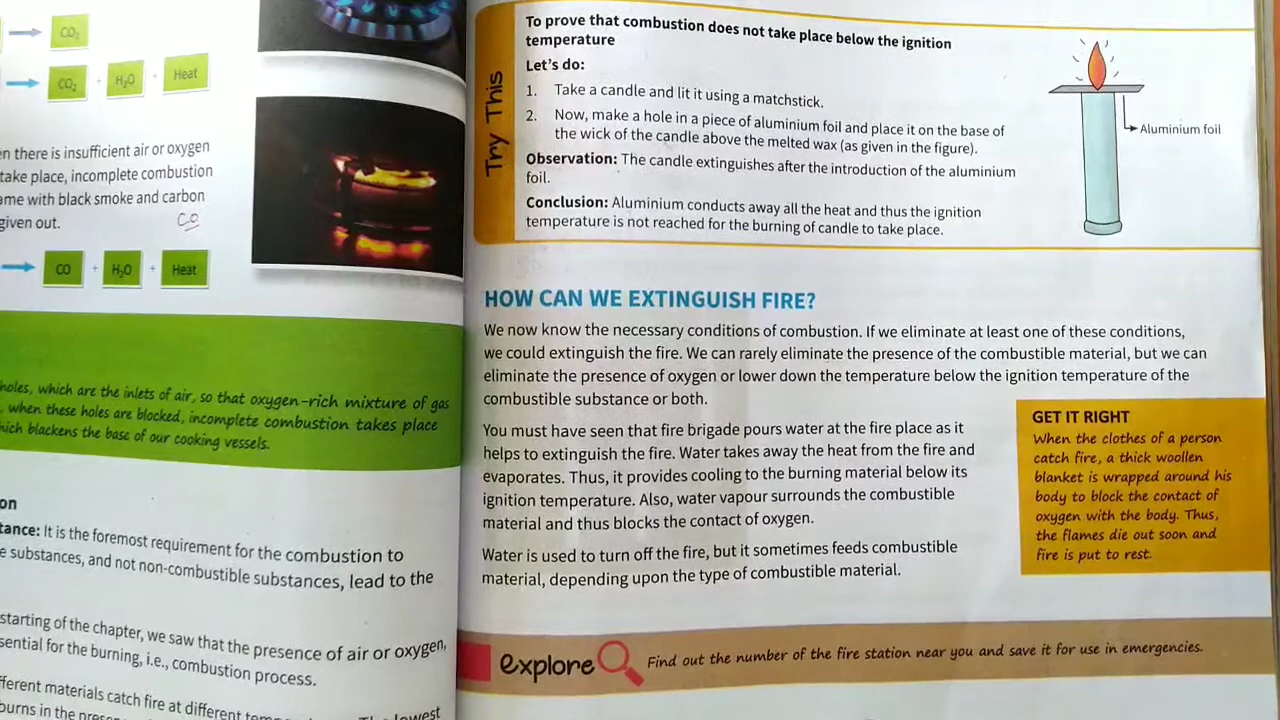 CO₂
CO₂ + H₂O + Heat
n there is insufficient air or oxygen
take place, incomplete combustion
ame with black smoke and carbon
given out.
CO
CO + H₂O + Heat
holes, which are the inlets of air, so that oxygen-rich mixture of gas
, when these holes are blocked, incomplete combustion takes place
hich blackens the base of our cooking vessels.
on
tance: It is the foremost requirement for the combustion to
e substances, and not non-combustible substances, lead to the
starting of the chapter, we saw that the presence of air or oxygen,
sential for the burning, i.e., combustion process.
fferent materials catch fire at different
lowest
burns in the
Try This
To prove that combustion does not take place below the ignition
temperature
Let's do:
1. Take a candle and lit it using a matchstick.
2. Now, make a hole in a piece of aluminium foil and place it on the base of
the wick of the candle above the melted wax (as given in the figure).
Observation: The candle extinguishes after the introduction of the aluminium
foil.
Conclusion: Aluminium conducts away all the heat and thus the ignition
temperature is not reached for the burning of candle to take place.
Aluminium foil
HOW CAN WE EXTINGUISH FIRE?
We now know the necessary conditions of combustion. If we eliminate at least one of these conditions,
we could extinguish the fire. We can rarely eliminate the presence of the combustible material, but we can
eliminate the presence of oxygen or lower down the temperature below the ignition temperature of the
combustible substance or both.
You must have seen that fire brigade pours water at the fire place as it
helps to extinguish the fire. Water takes away the heat from the fire and
evaporates. Thus, it provides cooling to the burning material below its
ignition temperature. Also, water vapour surrounds the combustible
material and thus blocks the contact of oxygen.
Water is used to turn off the fire, but it sometimes feeds combustible
material, depending upon the type of combustible material.
GET IT RIGHT
When the clothes of a person
catch fire, a thick woollen
blanket is wrapped around his
body to block the contact of
oxygen with the body. Thus,
the flames die out soon and
fire is put to rest.
explore
Find out the number of the fire station near you and save it for use in emergencies.